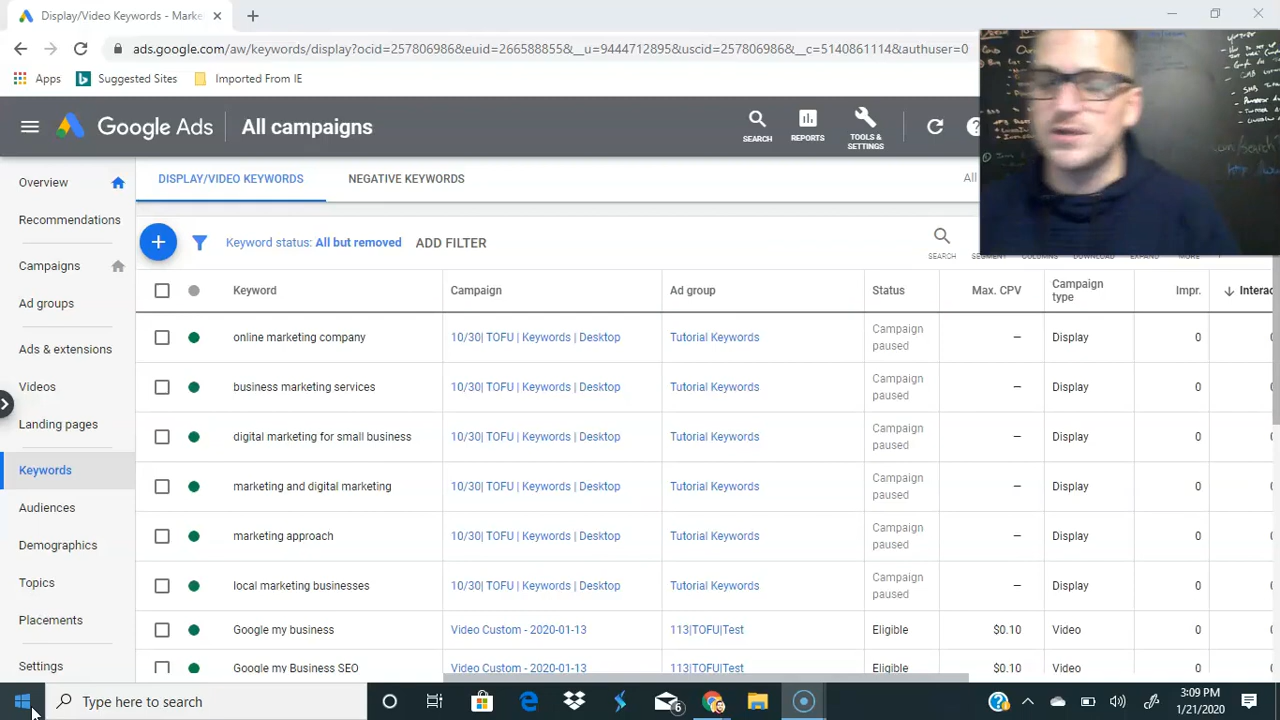 Display/Video Keywords - Marke
ads.google.com/aw/keywords/display?ocid=257806986&euid=266588855&__u=9444712895&uscid=257806986&__c=5140861114&authuser=0
Apps
Suggested Sites
Imported From IE
Google Ads
All campaigns
SEARCH
REPORTS
TOOLS & SETTINGS
Overview
Recommendations
Campaigns
Ad groups
Ads & extensions
Videos
Landing pages
Keywords
Audiences
Demographics
Topics
Placements
Settings
DISPLAY/VIDEO KEYWORDS
NEGATIVE KEYWORDS
All
Keyword status: All but removed
ADD FILTER
SEARCH
SEGMENT COLUMNS DOWNLOAD EXPAND MORE
Keyword Campaign Ad group Status Max. CPV Campaign type Impr. Interac
online marketing company 10/30| TOFU | Keywords | Desktop Tutorial Keywords Campaign paused – Display 0
business marketing services 10/30| TOFU | Keywords | Desktop Tutorial Keywords Campaign paused – Display 0
digital marketing for small business 10/30| TOFU | Keywords | Desktop Tutorial Keywords Campaign paused – Display 0
marketing and digital marketing 10/30| TOFU | Keywords | Desktop Tutorial Keywords Campaign paused – Display 0
marketing approach 10/30| TOFU | Keywords | Desktop Tutorial Keywords Campaign paused – Display 0
local marketing businesses 10/30| TOFU | Keywords | Desktop Tutorial Keywords Campaign paused – Display 0
Google my business Video Custom - 2020-01-13 113|TOFU|Test Eligible $0.10 Video 0
Google my Business SEO Video Custom - 2020-01-13 113|TOFU|Test Eligible $0.10 Video 0
Type here to search
6
3:09 PM
1/21/2020